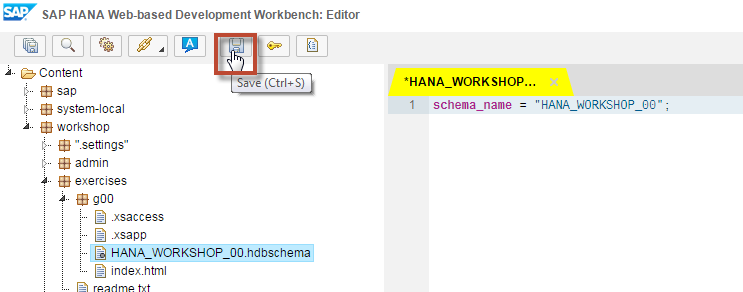 SAP SAP HANA Web-based Development Workbench: Editor
A
Save (Ctrl+S)
Content
sap
system-local
workshop
".settings"
admin
exercises
g00
.xsaccess
.xsapp
HANA_WORKSHOP_00.hdbschema
index.html
readme.txt
*HANA_WORKSHOP... ×
1 schema_name = "HANA_WORKSHOP_00";